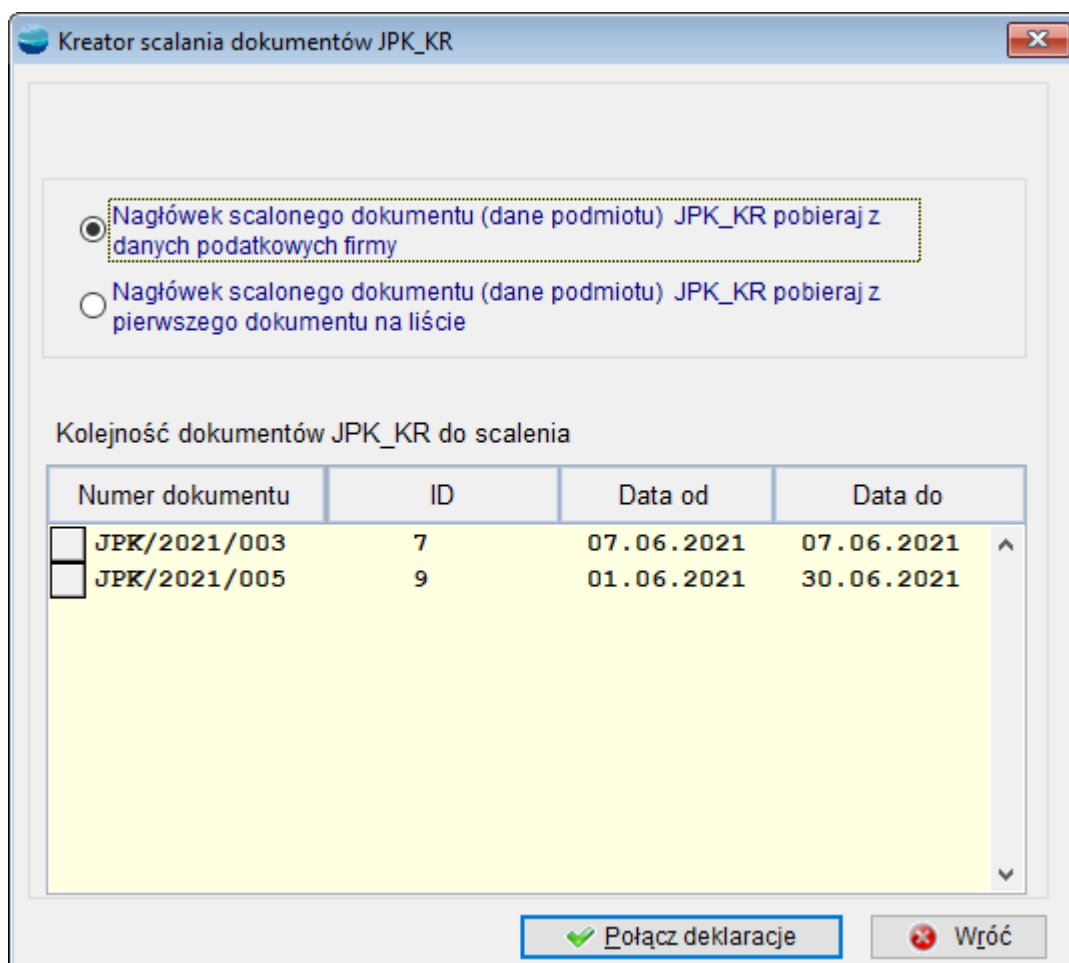 Kreator scalania dokumentów JPK_KR
Nagłówek scalonego dokumentu (dane podmiotu) JPK_KR pobieraj z
danych podatkowych firmy
Nagłówek scalonego dokumentu (dane podmiotu) JPK_KR pobieraj z
pierwszego dokumentu na liście
Kolejność dokumentów JPK_KR do scalenia
Numer dokumentu ID Data od Data do
JPK/2021/003 7 07.06.2021 07.06.2021
JPK/2021/005 9 01.06.2021 30.06.2021
Połącz deklaracje Wróć